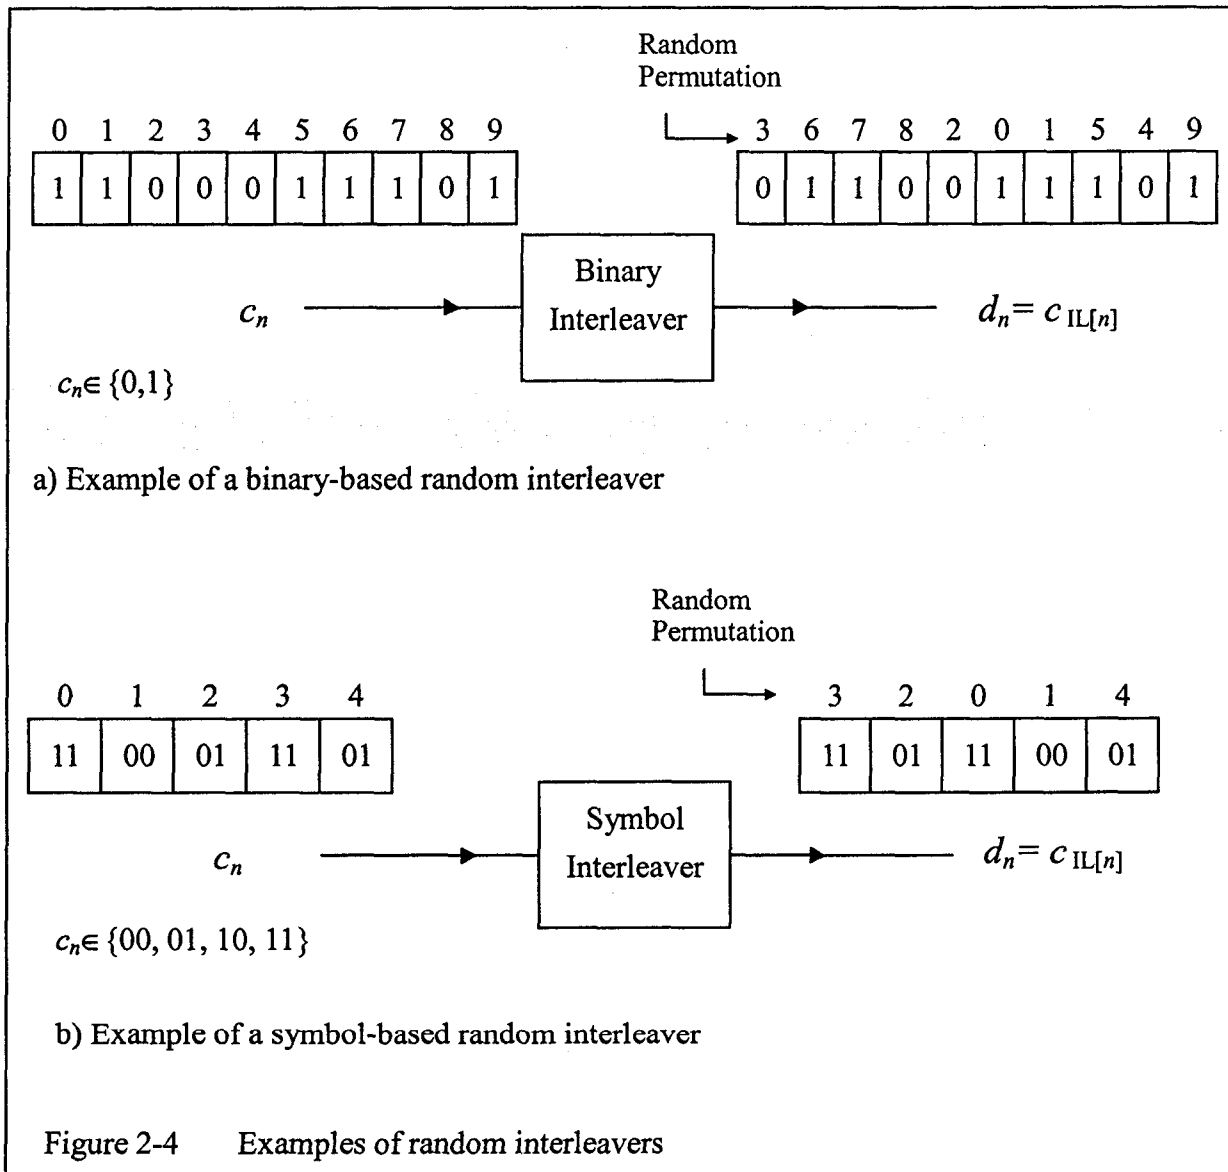 Random
Permutation
0 1 2 3 4 5 6 7 8 9
3 6 7 8 2 0 1 5 4 9
1 1 0 0 0 1 1 1 0 1
0 1 1 0 0 1 1 1 0 1
Binary
Interleaver
cn
dn= c IL[n]
cn∈ {0,1}
a) Example of a binary-based random interleaver
Random
Permutation
0 1 2 3 4
3 2 0 1 4
11 00 01 11 01
11 01 11 00 01
Symbol
Interleaver
cn
dn= c IL[n]
cn∈ {00, 01, 10, 11}
b) Example of a symbol-based random interleaver
Figure 2-4 Examples of random interleavers